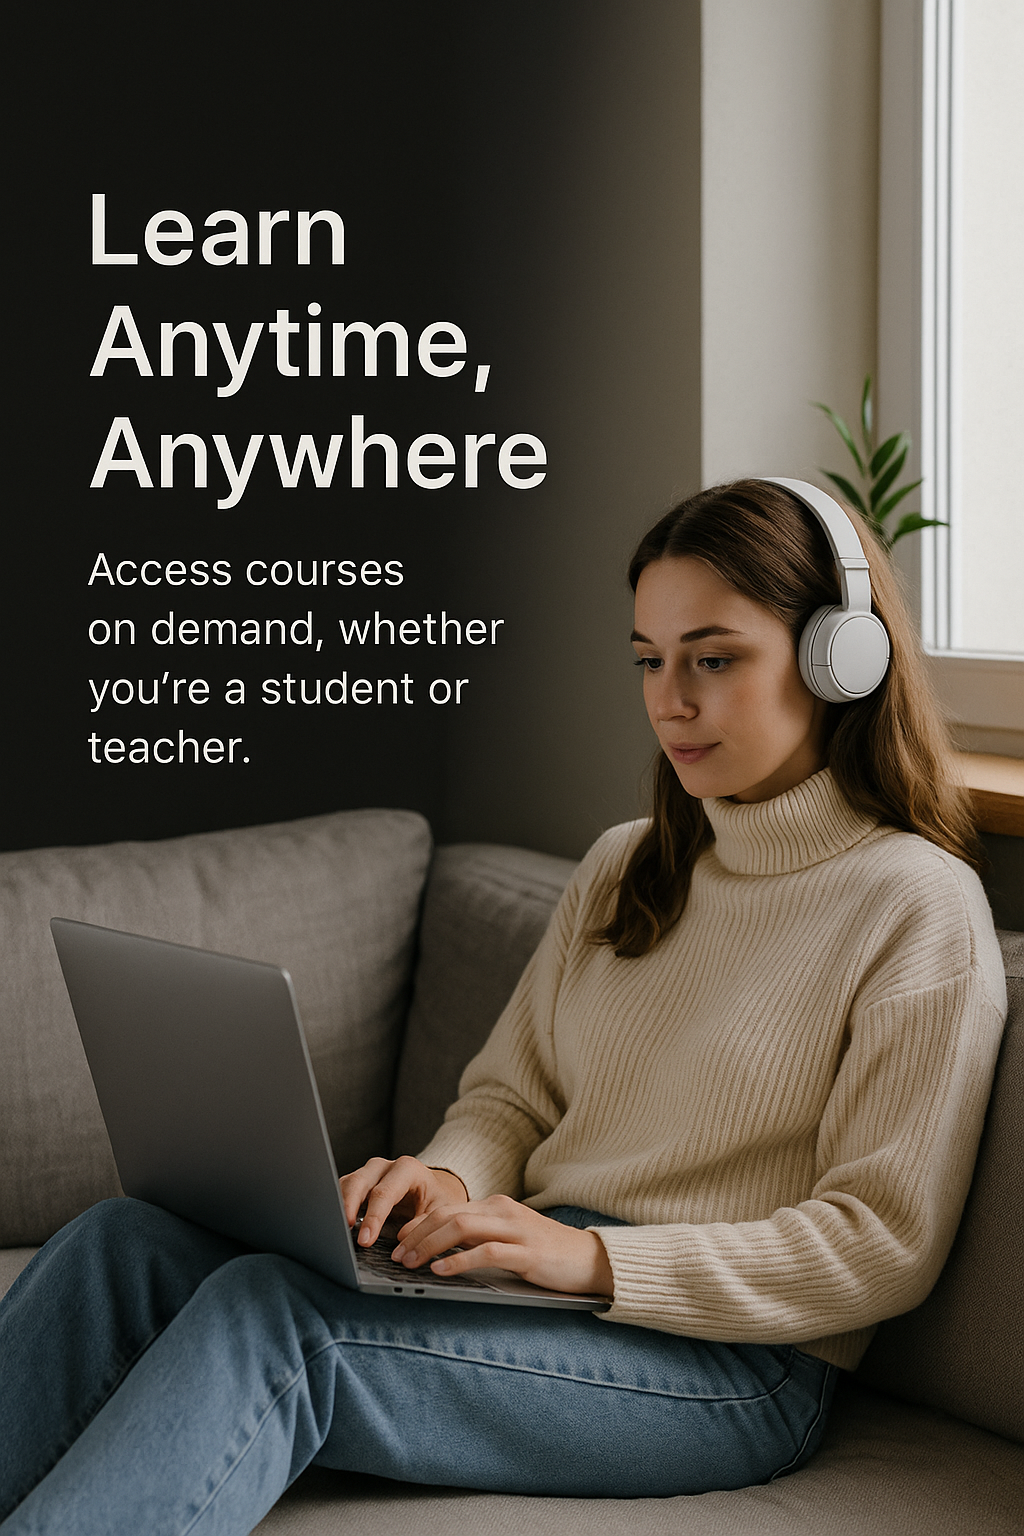 Learn
Anytime,
Anywhere
Access courses
on demand, whether
you’re a student or
teacher.